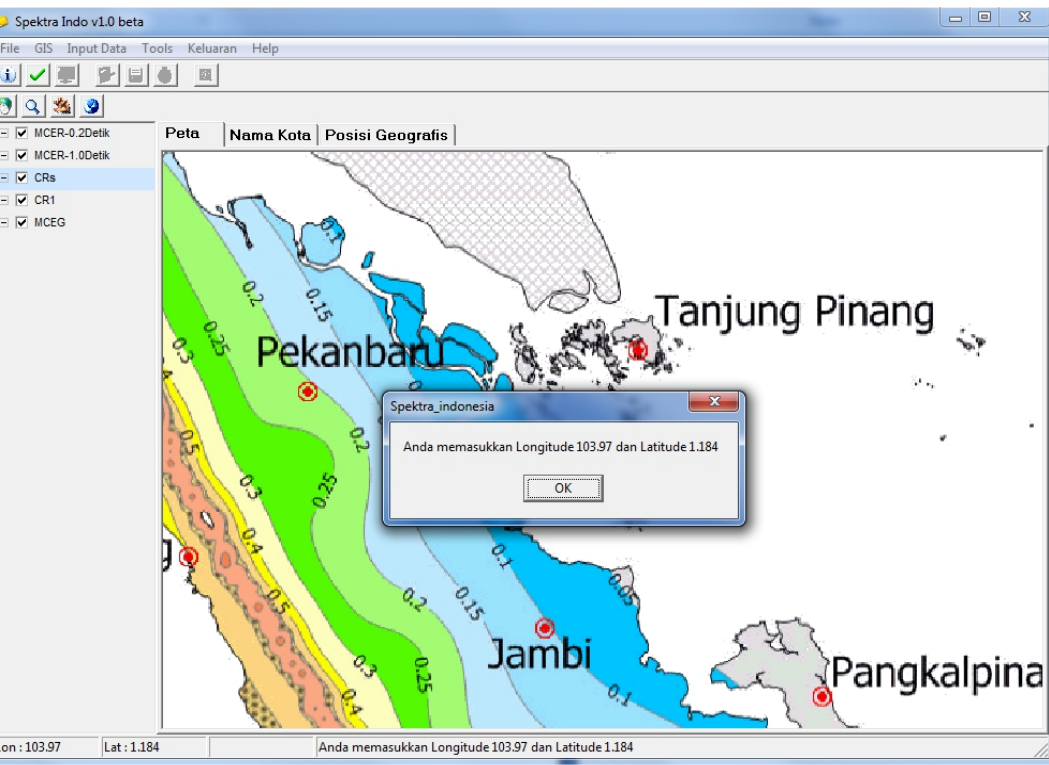 Spektra Indo v1.0 beta
File GIS Input Data Tools Keluaran Help
MCER-0.2Detik
MCER-1.0Detik
CRs
CR1
MCEG
Peta Nama Kota Posisi Geografis
0.1
0.2
0.15
0.25
0.3
Tanjung Pinang
Pekanbaru
0.5
0.2
0.3
0.25
Spektra_indonesia
Anda memasukkan Longitude 103.97 dan Latitude 1.184
OK
0.4
0.1
0.5
0.2
0.15
0.05
Jambi
0.3
0.25
0.4
0.1
Pangkalpina
on : 103.97 Lat : 1.184 Anda memasukkan Longitude 103.97 dan Latitude 1.184